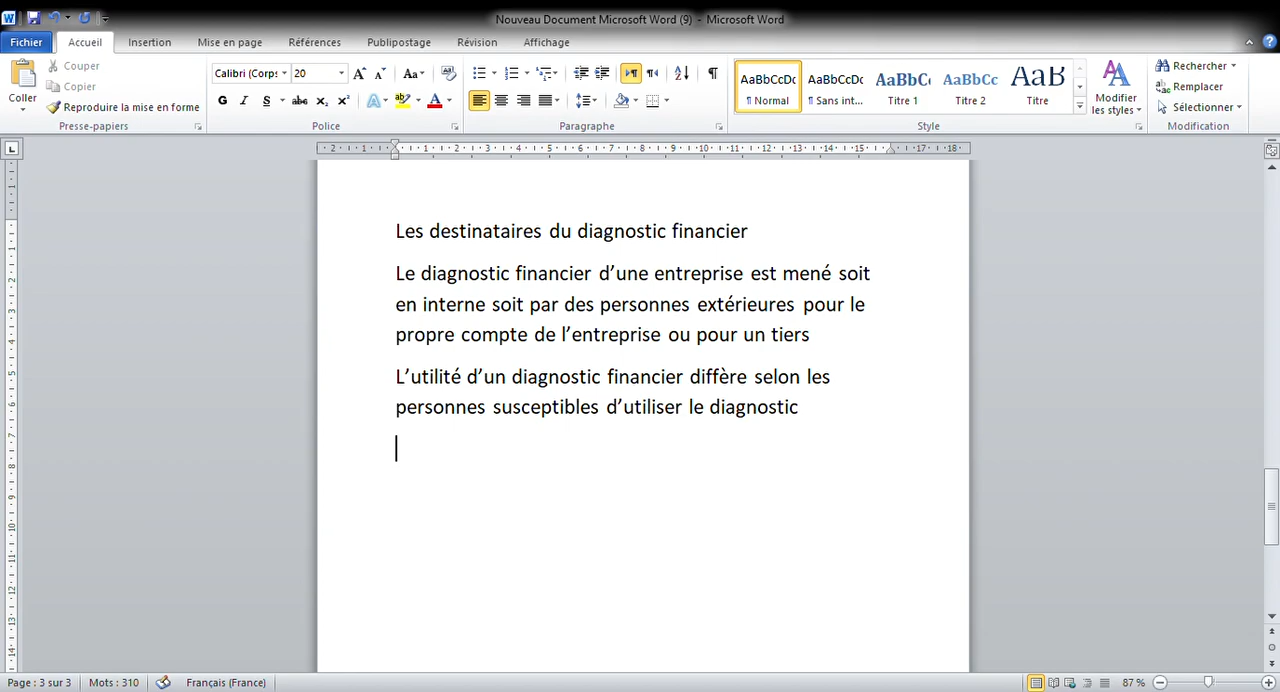 Nouveau Document Microsoft Word (9) - Microsoft Word
Fichier Accueil Insertion Mise en page Références Publipostage Révision Affichage
Coller
Couper
Copier
Reproduire la mise en forme
Presse-papiers
Calibri (Corps 20
Police
Paragraphe
AaBbCcDc AaBbCcDc AaBbC AaBbCc AaB
Normal Sans int... Titre 1 Titre 2 Titre
Modifier
les styles
Style
Rechercher
Remplacer
Sélectionner
Modification
Les destinataires du diagnostic financier
Le diagnostic financier d’une entreprise est mené soit
en interne soit par des personnes extérieures pour le
propre compte de l’entreprise ou pour un tiers
L’utilité d’un diagnostic financier diffère selon les
personnes susceptibles d’utiliser le diagnostic
Page : 3 sur 3 Mots : 310 Français (France) 87 %